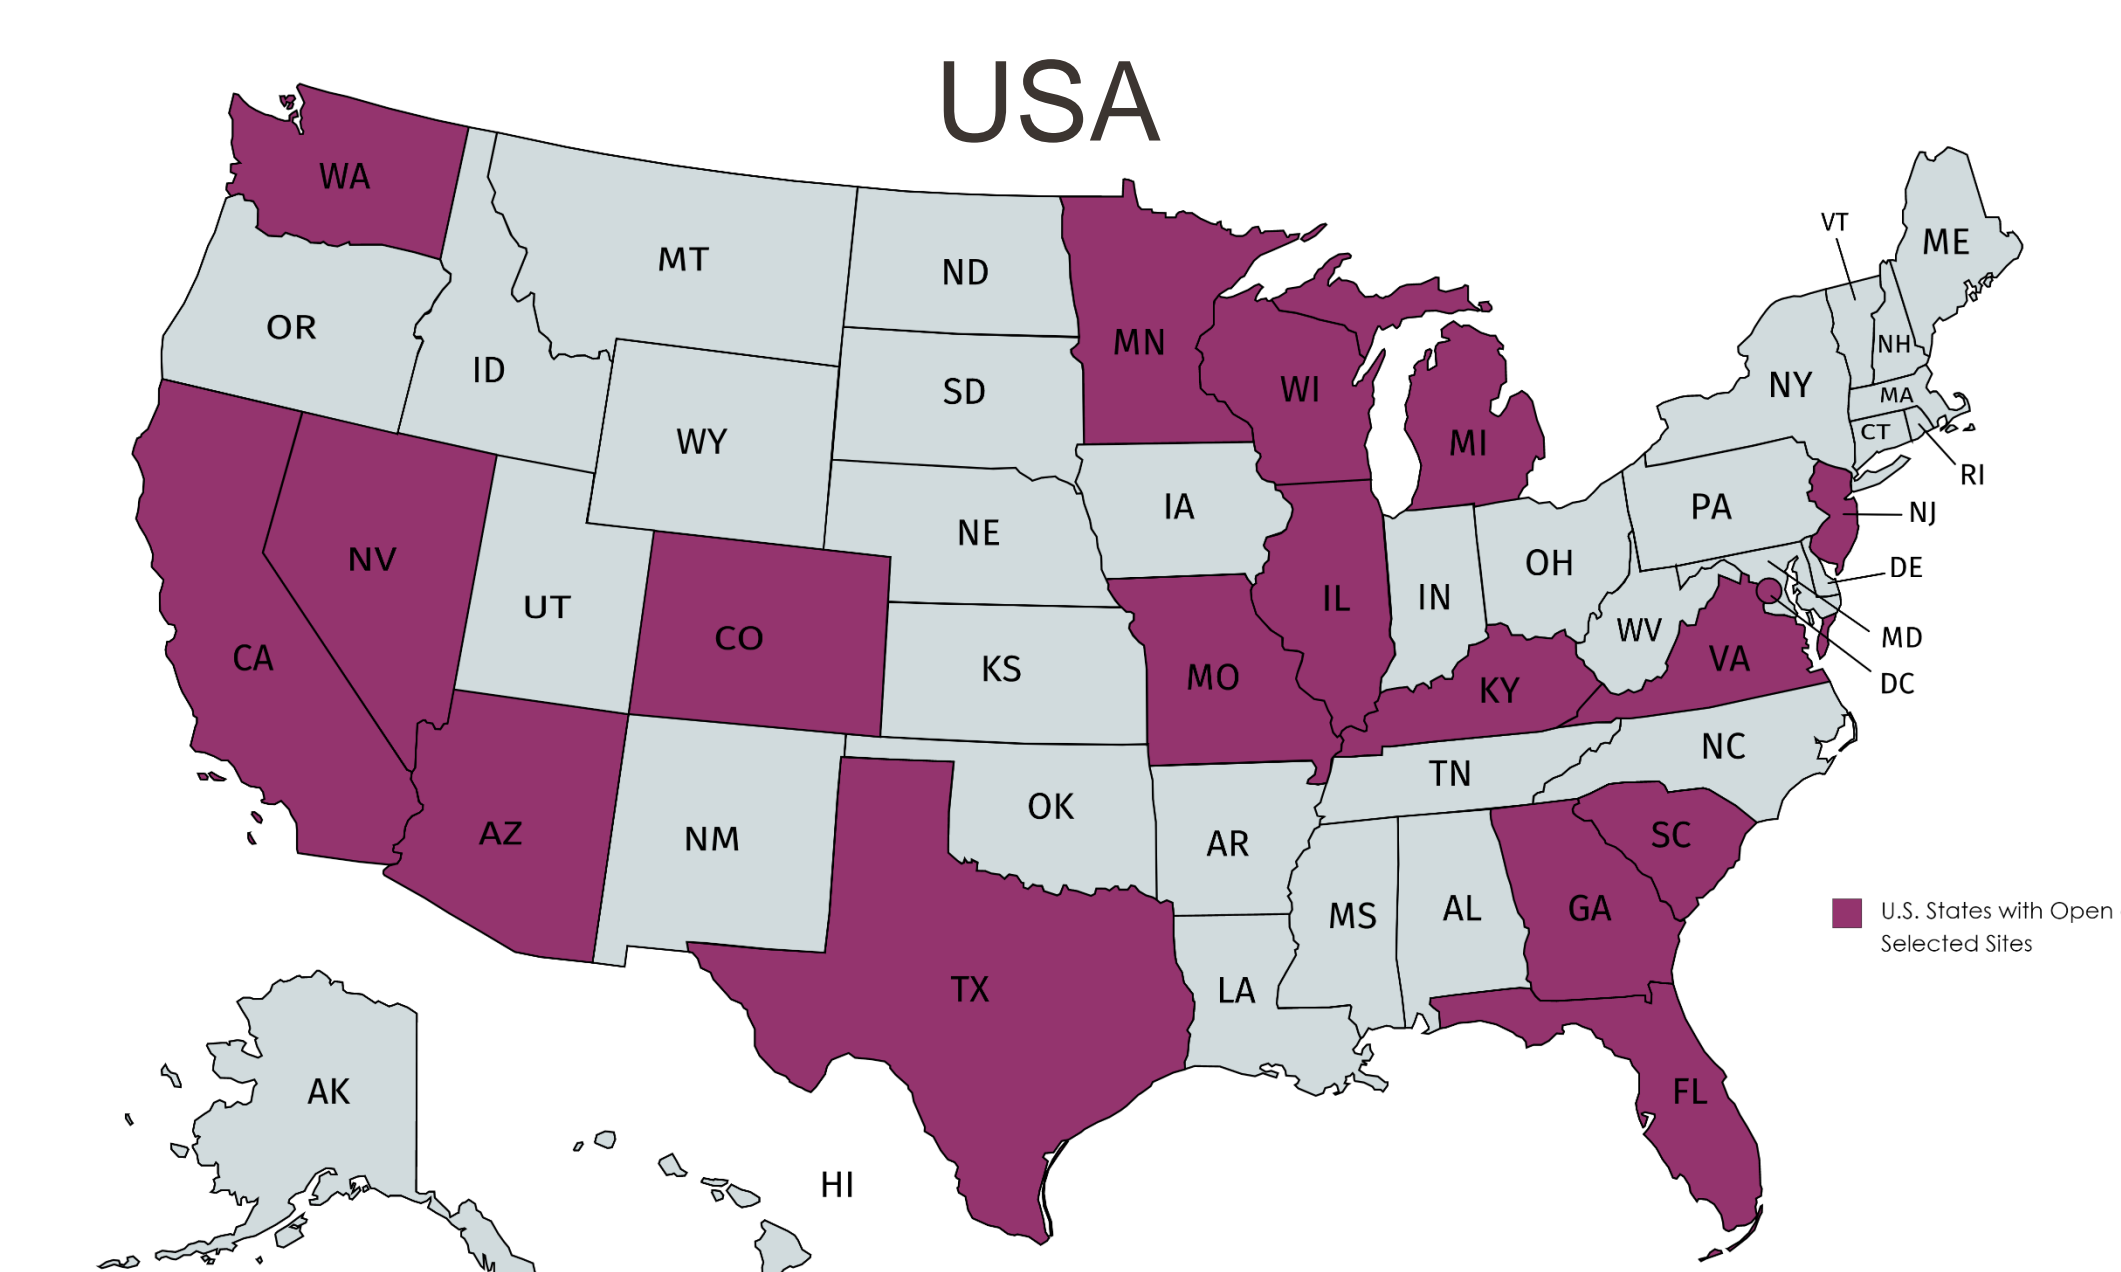 USA
WA
MT
ND
MN
VT
ME
OR
ID
SD
WI
NY
NH
MA
CT
RI
WY
MI
IA
PA
NJ
NV
NE
OH
DE
UT
CO
IL
IN
WV
MD
CA
KS
MO
KY
VA
DC
AZ
NM
OK
AR
TN
NC
SC
MS
AL
GA
U.S. States with Open
Selected Sites
TX
LA
AK
FL
HI